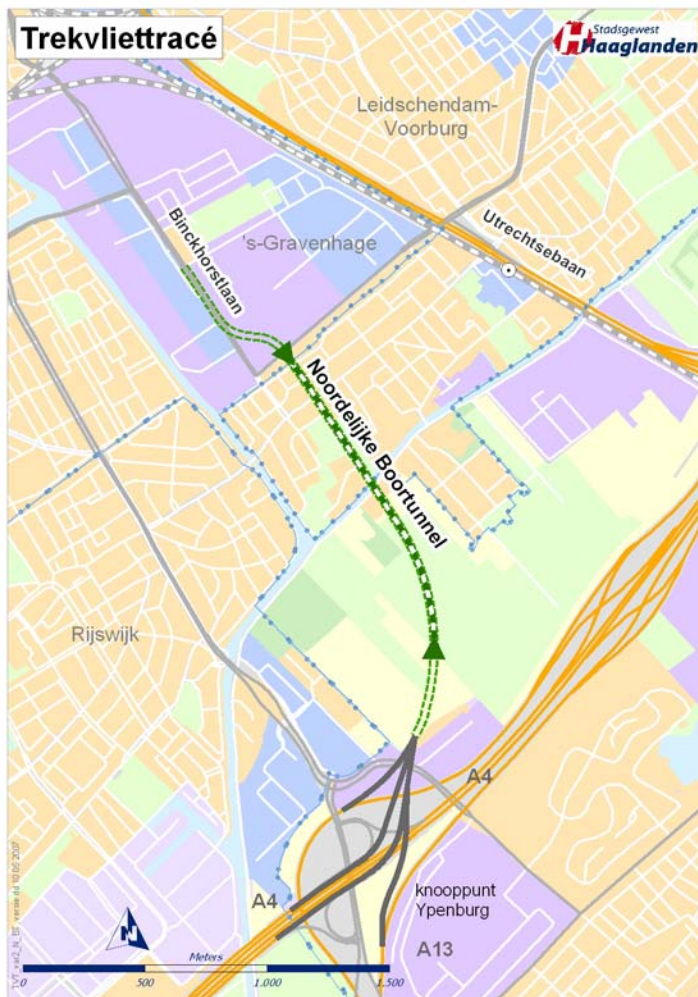 Trekvliettracé
Stadsgewest
Haaglanden
Leidschendam-
Voorburg
Utrechtsebaan
Binckhorstlaan
's-Gravenhage
Noordelijke Boortunnel
Rijswijk
A4
A4
knooppunt
Ypenburg
A13
N
Meters
0 500 1.000 1.500